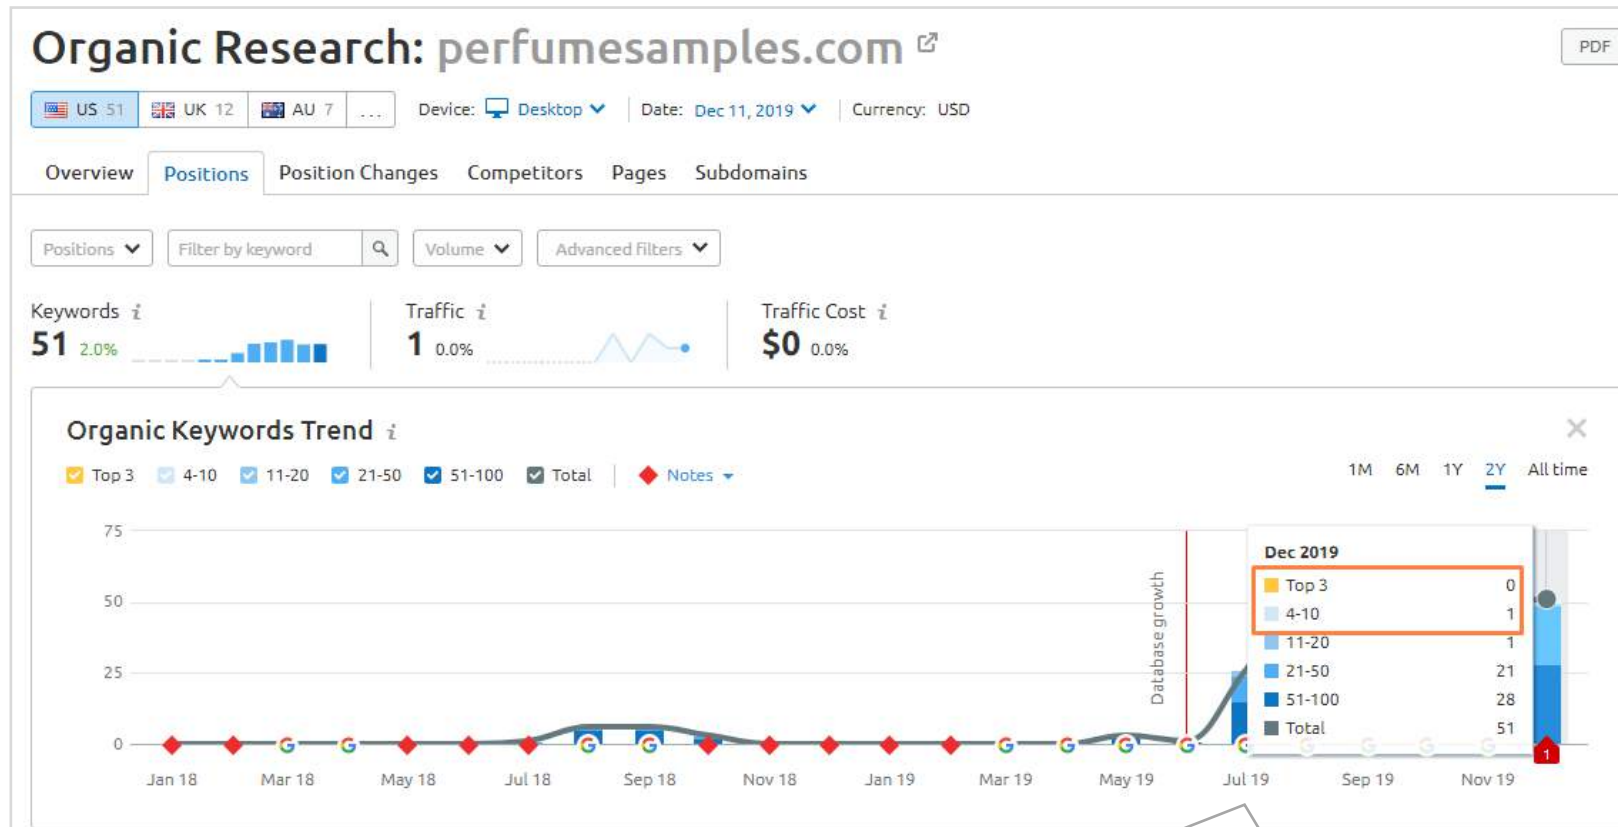 Organic Research: perfumesamples.com
PDF
US 51 UK 12 AU 7 ... Device: Desktop Date: Dec 11, 2019 Currency: USD
Overview Positions Position Changes Competitors Pages Subdomains
Positions Filter by keyword Volume Advanced filters
Keywords i Traffic i Traffic Cost i
51 2.0% 1 0.0% $0 0.0%
Organic Keywords Trend i
Top 3 4-10 11-20 21-50 51-100 Total Notes
1M 6M 1Y 2Y All time
75
50
25
0
Database growth
Dec 2019
Top 3 0
4-10 1
11-20 1
21-50 21
51-100 28
Total 51
1
Jan 18 Mar 18 May 18 Jul 18 Sep 18 Nov 18 Jan 19 Mar 19 May 19 Jul 19 Sep 19 Nov 19